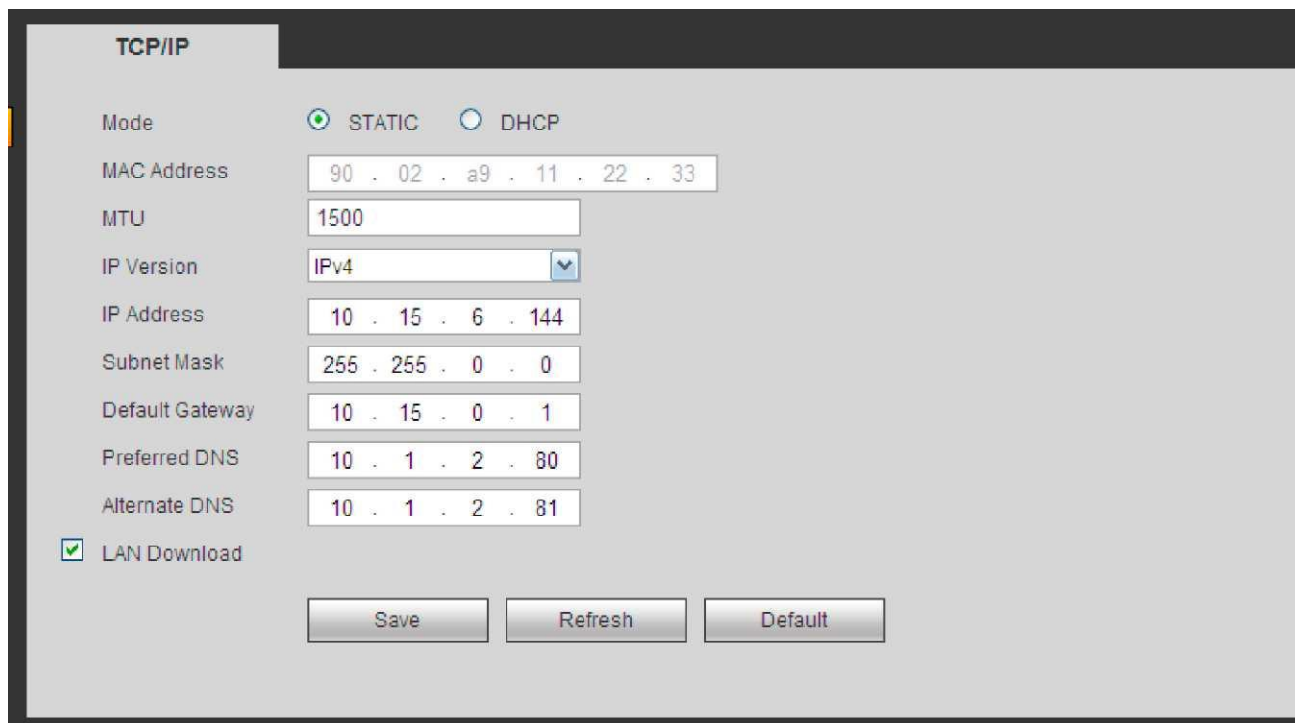 TCP/IP
Mode STATIC DHCP
MAC Address 90 . 02 . a9 . 11 . 22 . 33
MTU 1500
IP Version IPv4
IP Address 10 . 15 . 6 . 144
Subnet Mask 255 . 255 . 0 . 0
Default Gateway 10 . 15 . 0 . 1
Preferred DNS 10 . 1 . 2 . 80
Alternate DNS 10 . 1 . 2 . 81
LAN Download
Save Refresh Default